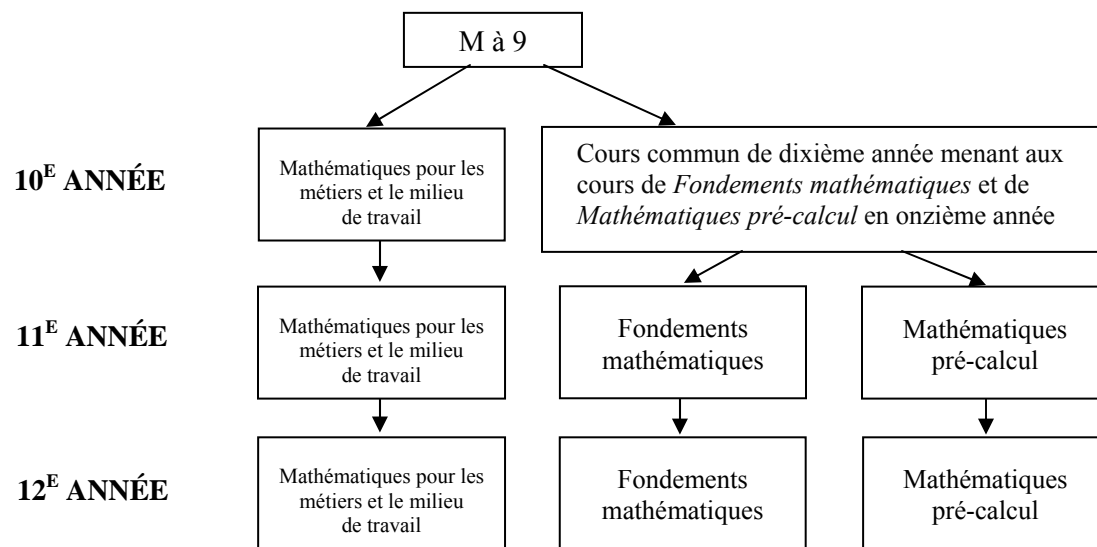 M à 9
10E ANNÉE
Mathématiques pour les
métiers et le milieu
de travail
Cours commun de dixième année menant aux
cours de Fondements mathématiques et de
Mathématiques pré-calcul en onzième année
11E ANNÉE
Mathématiques pour les
métiers et le milieu
de travail
Fondements
mathématiques
Mathématiques
pré-calcul
12E ANNÉE
Mathématiques pour les
métiers et le milieu
de travail
Fondements
mathématiques
Mathématiques
pré-calcul